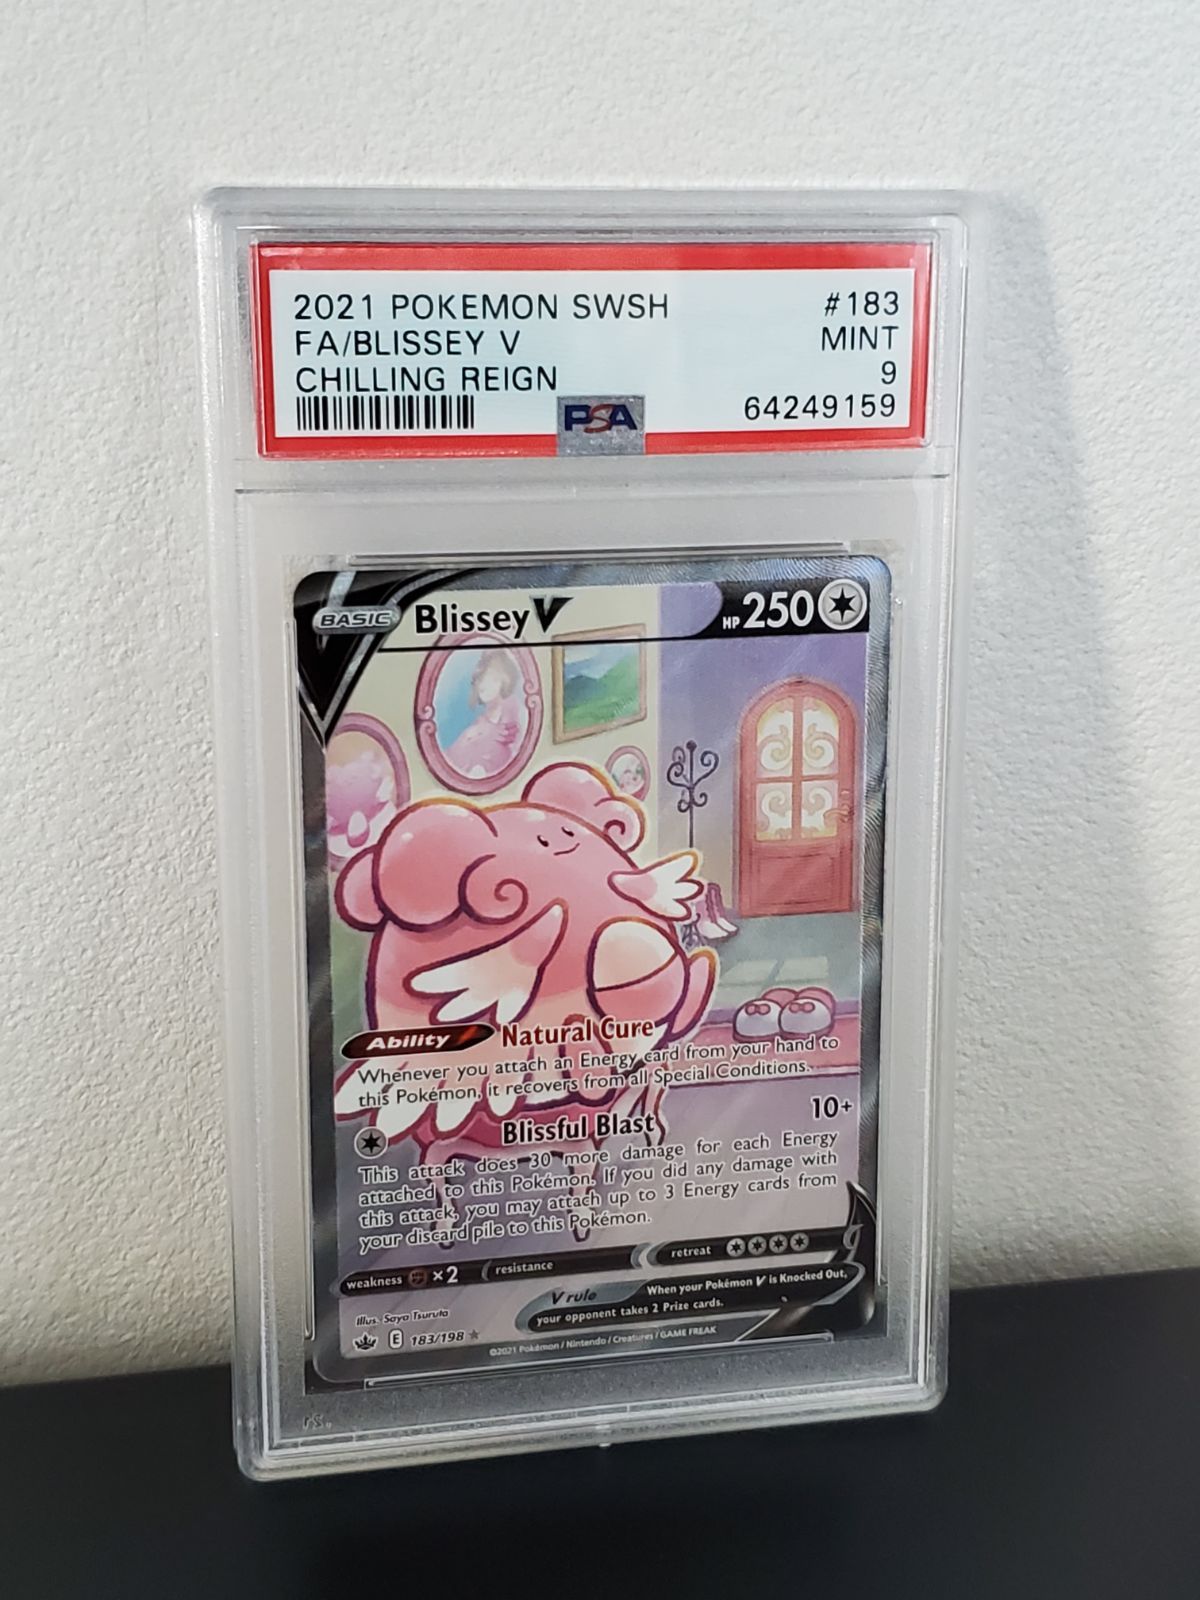 2021 POKEMON SWSH #183
FA/BLISSEY V MINT
CHILLING REIGN 9
PSA 64249159
BASIC Blissey V HP 250
Ability Natural Cure
Whenever you attach an Energy card from your hand to
this Pokémon, it recovers from all Special Conditions.
Blissful Blast 10+
This attack does 30 more damage for each Energy
attached to this Pokémon. If you did any damage with
this attack, you may attach up to 3 Energy cards from
your discard pile to this Pokémon.
weakness ×2 resistance retreat
V rule When your Pokémon V is Knocked Out,
your opponent takes 2 Prize cards.
Illus. Saya Tsuruta
E 183/198
©2021 Pokémon / Nintendo / Creatures / GAME FREAK